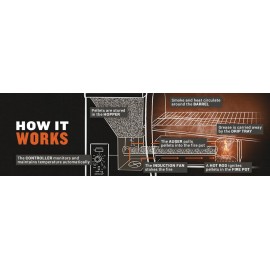 HOW IT
WORKS
Pellets are stored
in the HOPPER
Smoke and heat circulate
around the BARREL
Grease is carried away
to the DRIP TRAY
The AUGER pulls
pellets into the fire pot
The CONTROLLER monitors and
maintains temperature automatically
The INDUCTION FAN
stokes the fire
A HOT ROD ignites
pellets in the FIRE POT